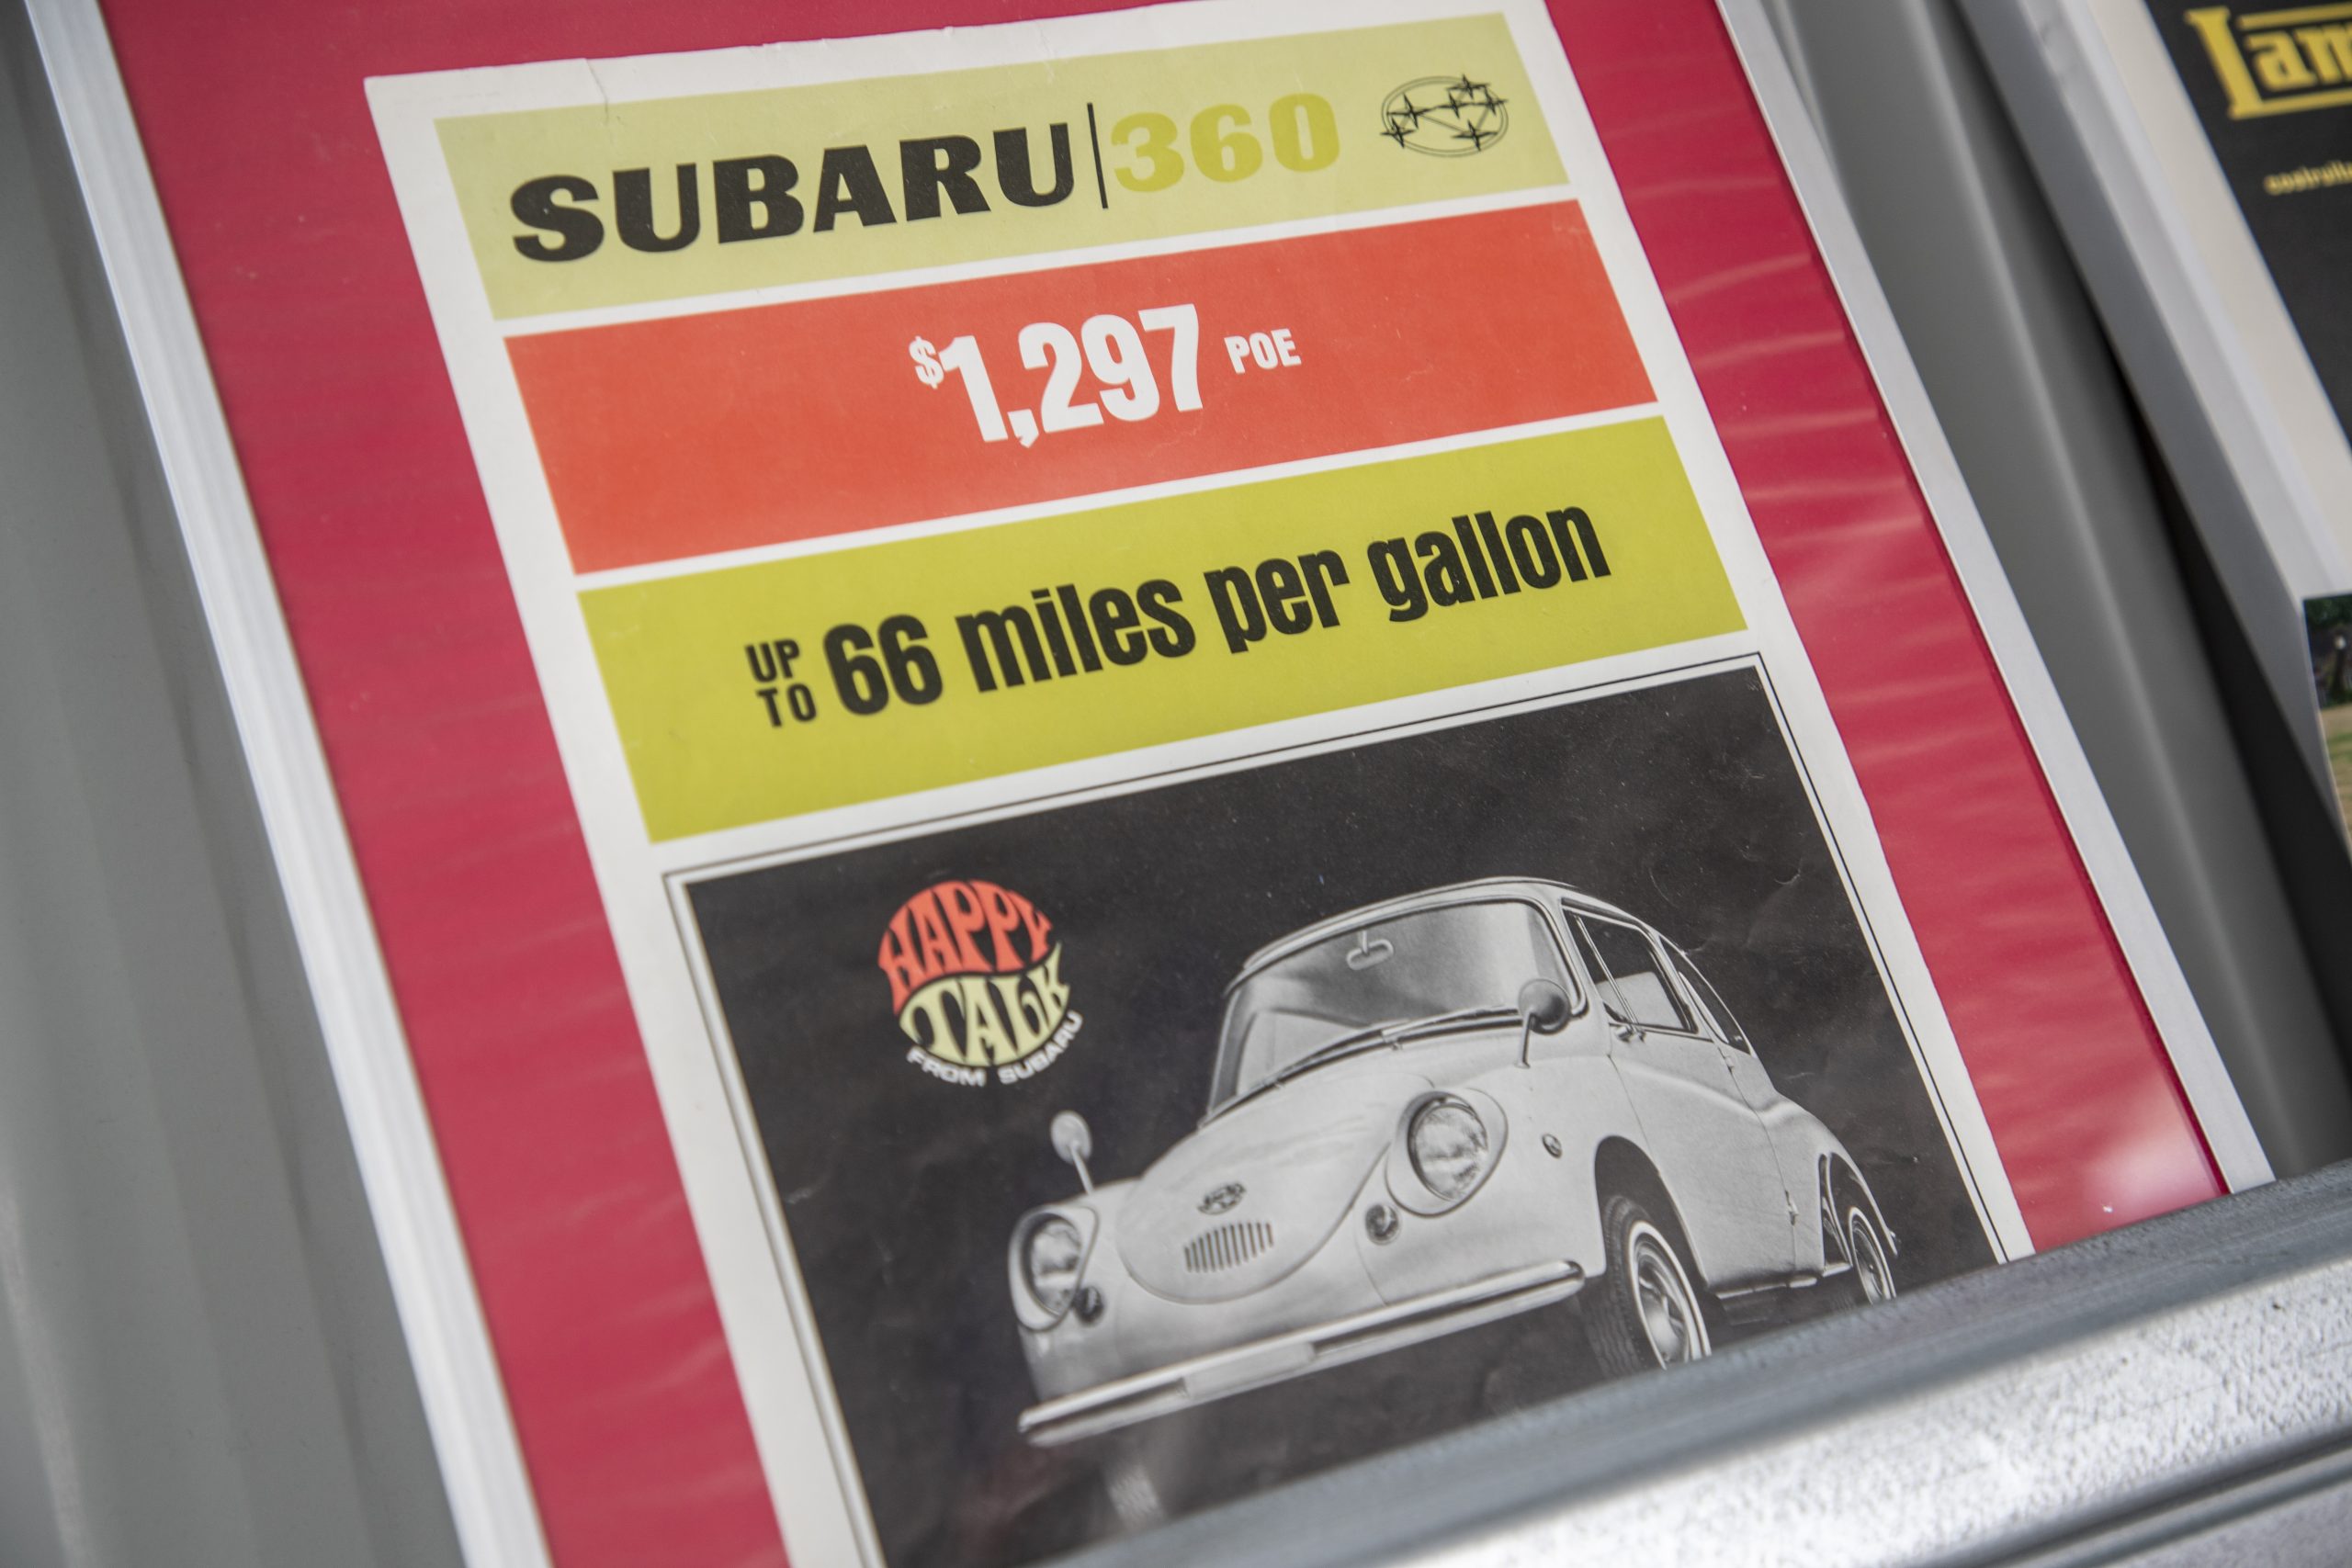 SUBARU|360
$1,297 POE
UP TO 66 miles per gallon
HAPPY
TALK
FROM SUBARU